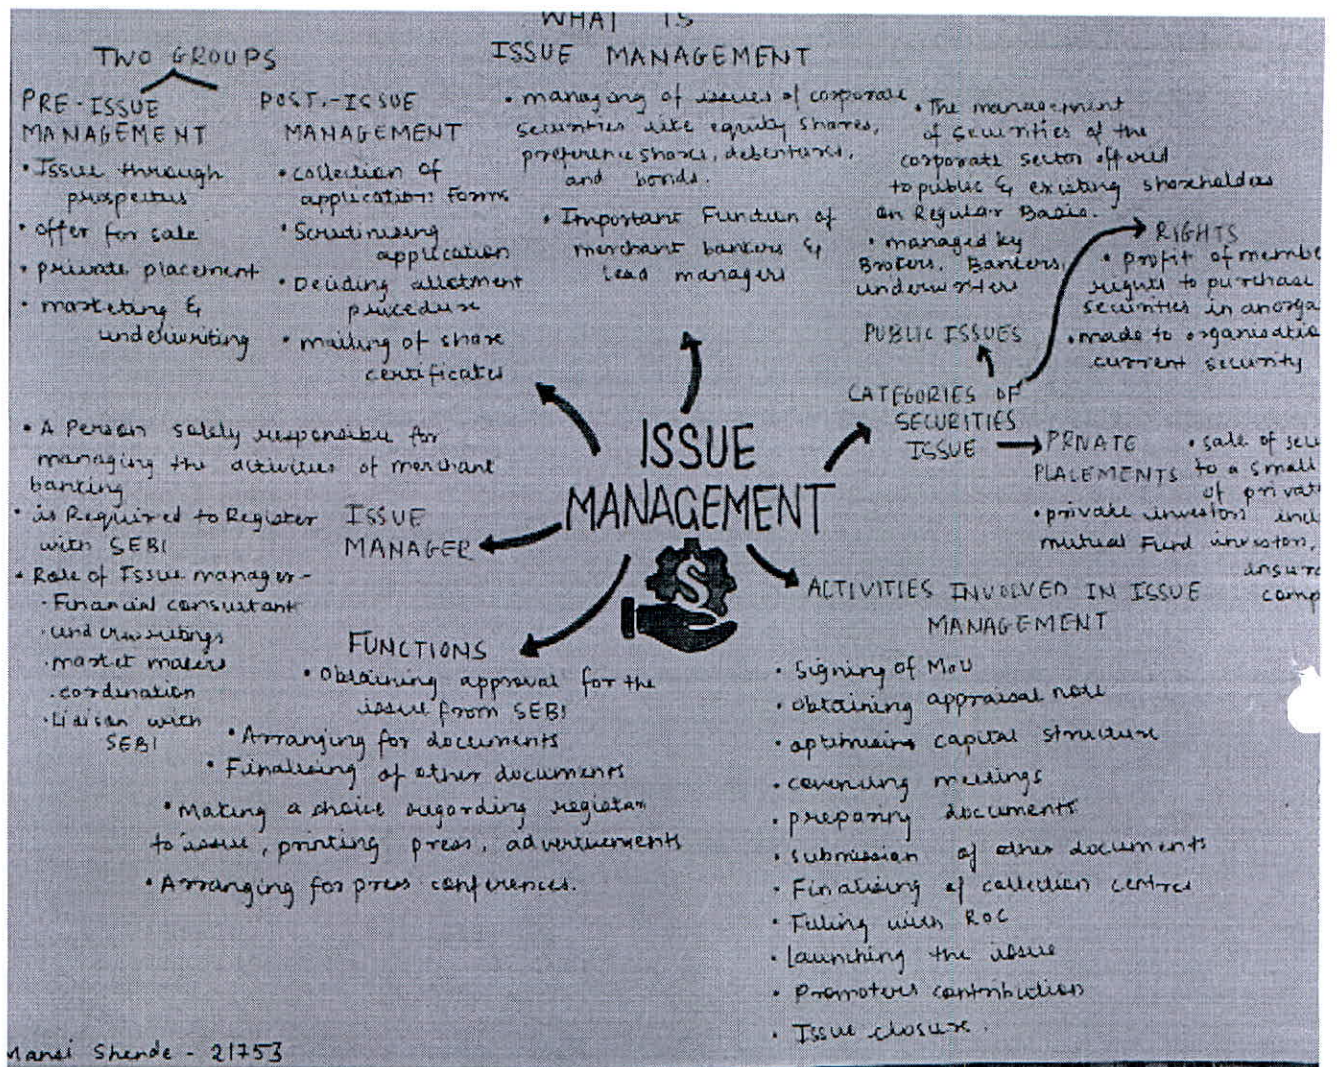 WHAT IS
ISSUE MANAGEMENT
• managing of issues of corporate
securities like equity shares,
preference shares, debentures,
and bonds.
• Important Function of
merchant bankers &
lead managers
• The management
of securities of the
corporate sector offered
to public & existing shareholders
on Regular Basis.
• managed by
Brokers, Bankers,
underwriters
TWO GROUPS
PRE-ISSUE
MANAGEMENT
• Issue through
prospectus
• offer for sale
• private placement
• marketing &
underwriting
POST-ISSUE
MANAGEMENT
• collection of
application forms
• Scrutinising
application
• Deciding allotment
procedure
• mailing of share
certificates
ISSUE
MANAGEMENT
$
CATEGORIES OF
SECURITIES
ISSUE
PUBLIC ISSUES
RIGHTS
• profit of membe
rights to purchase
securities in an orga
• made to organisatio
current security
PRIVATE
PLACEMENTS
• sale of secu
to a small
of privat
• private investors incl
mutual Fund investors,
insura
comp
ISSUE
MANAGER
• A Person solely responsible for
managing the activities of merchant
banking
• is Required to Register
with SEBI
• Role of Issue manager-
• Financial consultant
• underwritings
• market makers
• cordination
• Liaison with
SEBI
FUNCTIONS
• Obtaining approval for the
issue from SEBI
• Arranging for documents
• Finalising of other documents
• Making a choice regarding registar
to issue, printing press, advertisements
• Arranging for press conferences.
ACTIVITIES INVOLVED IN ISSUE
MANAGEMENT
• Signing of MoU
• obtaining appraisal note
• optimising capital structure
• convening meetings
• preparing documents
• submission of other documents
• Finalising of collection centres
• Filing with RoC
• Launching the issue
• Promoters contribution
• Issue closure.
Mansi Shende - 21753